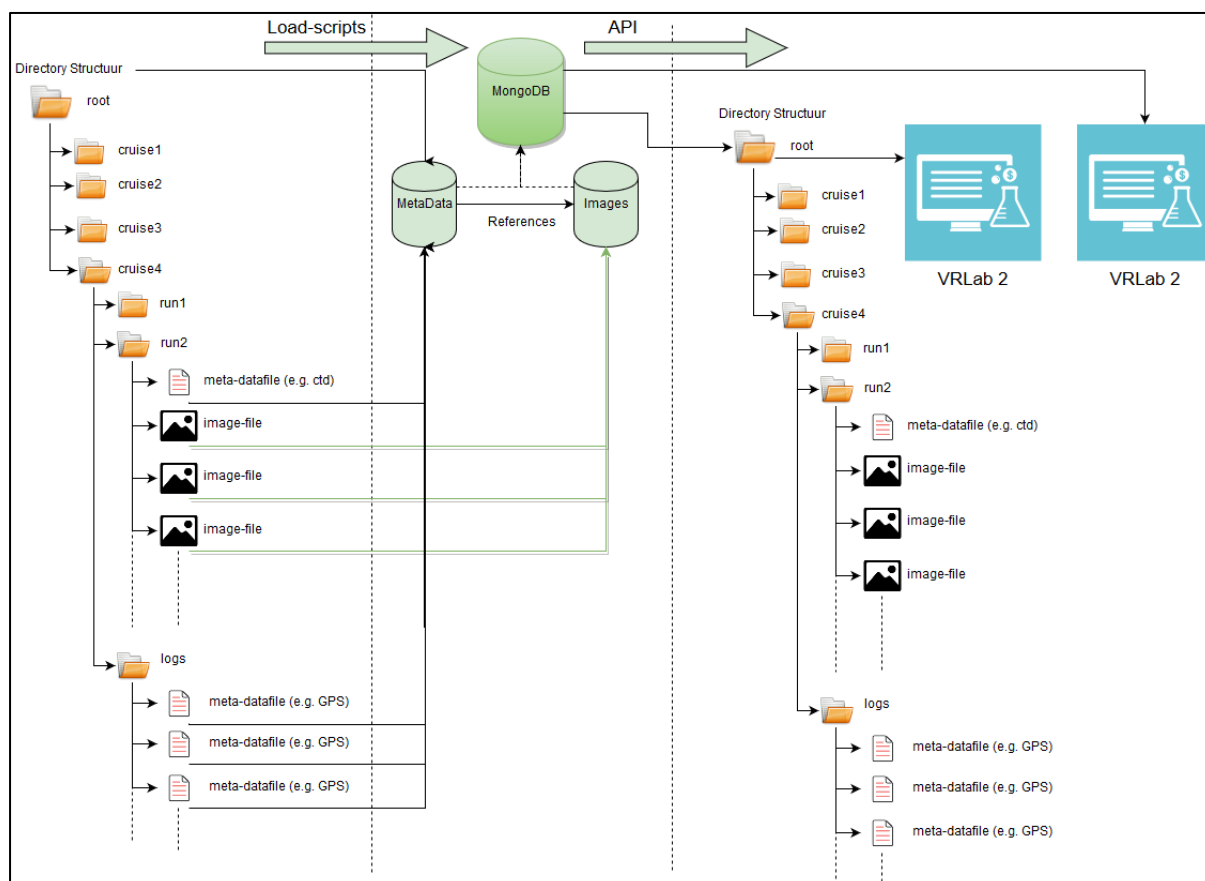 Load-scripts
API
Directory Structuur
root
cruise1
cruise2
cruise3
cruise4
run1
run2
meta-datafile (e.g. ctd)
image-file
image-file
image-file
logs
meta-datafile (e.g. GPS)
meta-datafile (e.g. GPS)
meta-datafile (e.g. GPS)
MongoDB
MetaData
References
Images
Directory Structuur
root
cruise1
cruise2
cruise3
cruise4
run1
run2
meta-datafile (e.g. ctd)
image-file
image-file
image-file
logs
meta-datafile (e.g. GPS)
meta-datafile (e.g. GPS)
meta-datafile (e.g. GPS)
$
VRLab 2
$
VRLab 2